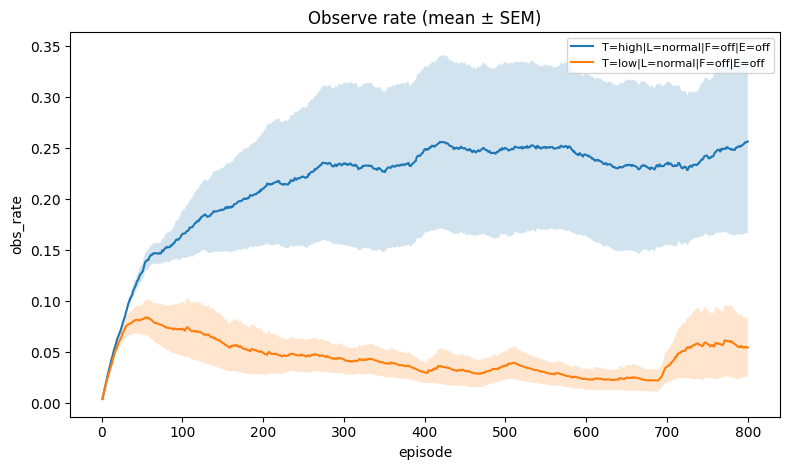 Observe rate (mean ± SEM)
T=high|L=normal|F=off|E=off
T=low|L=normal|F=off|E=off
obs_rate
0.35
0.30
0.25
0.20
0.15
0.10
0.05
0.00
0 100 200 300 400 500 600 700 800
episode